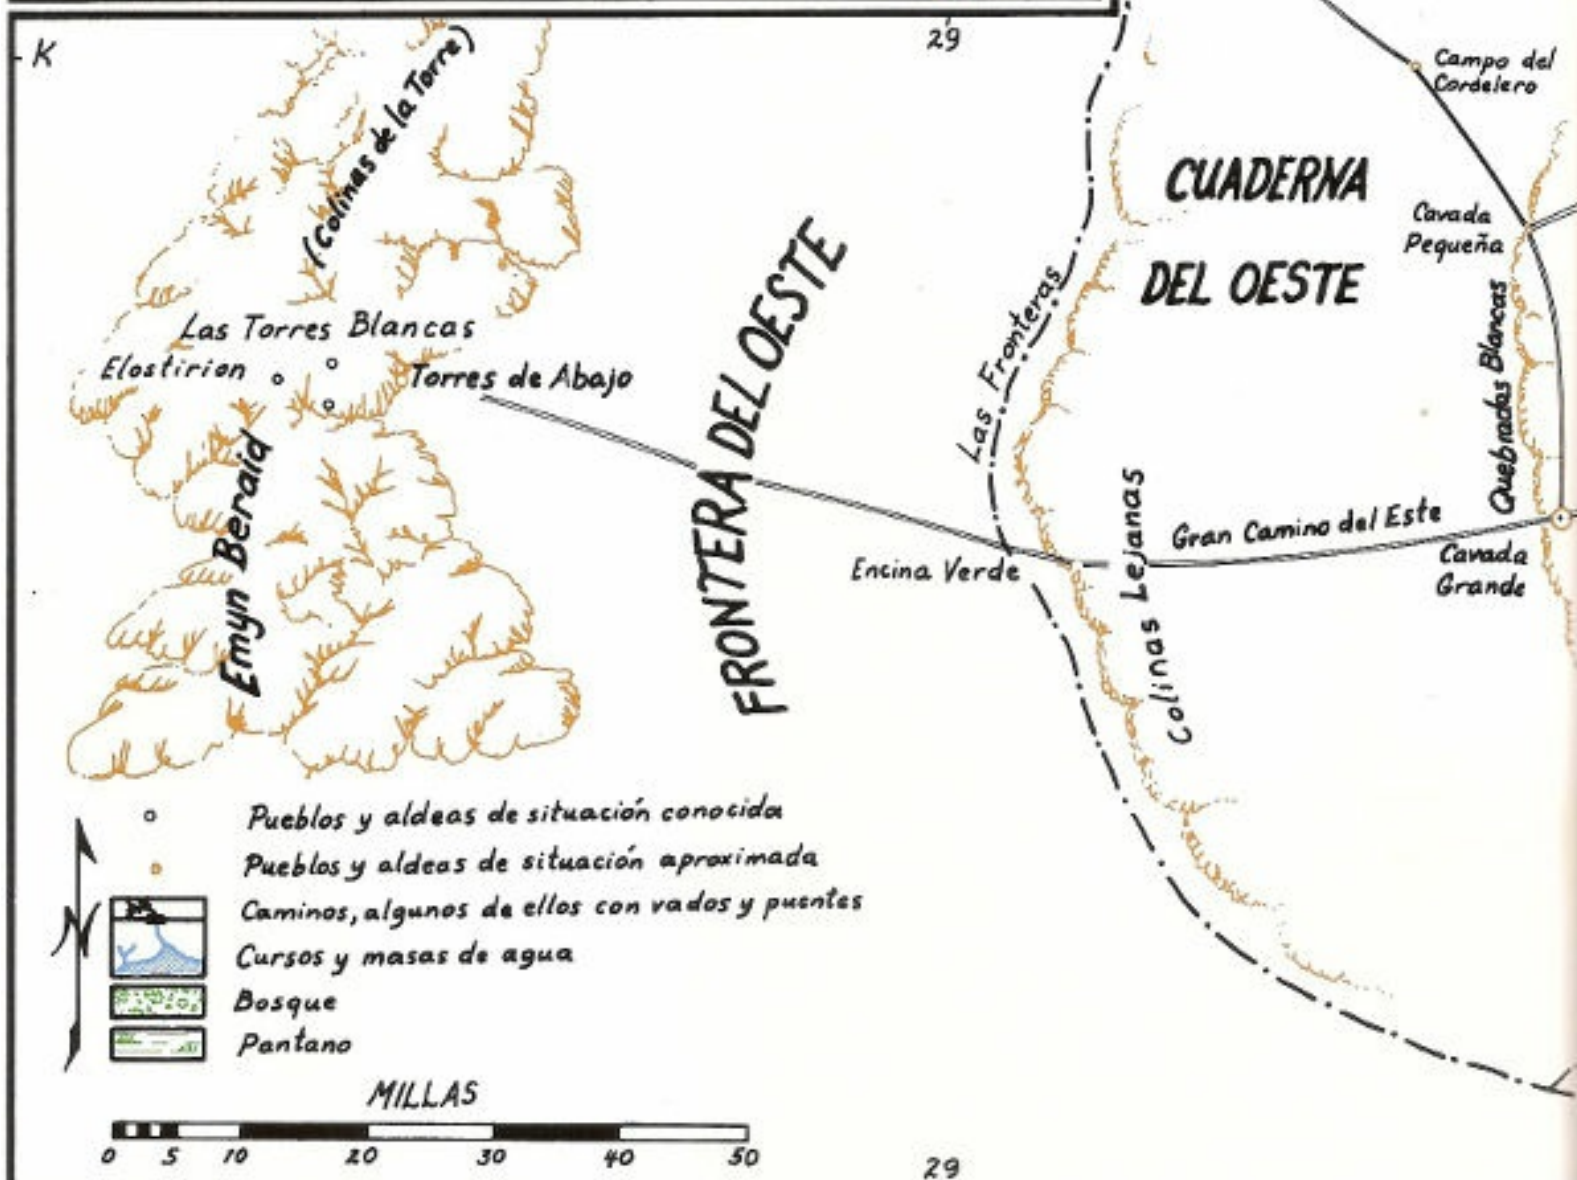 K
29
(Colinas de la Torre)
Campo del
Cordelero
CUADERNA
DEL OESTE
Cavada
Pequeña
Las Torres Blancas
Elostirion
Torres de Abajo
FRONTERA DEL OESTE
Las Fronteras
Quebradas Blancas
Emyn Beraid
Encina Verde
Colinas Lejanas
Gran Camino del Este
Cavada
Grande
Pueblos y aldeas de situación conocida
Pueblos y aldeas de situación aproximada
Caminos, algunos de ellos con vados y puentes
Cursos y masas de agua
Bosque
Pantano
N
MILLAS
0 5 10 20 30 40 50
29